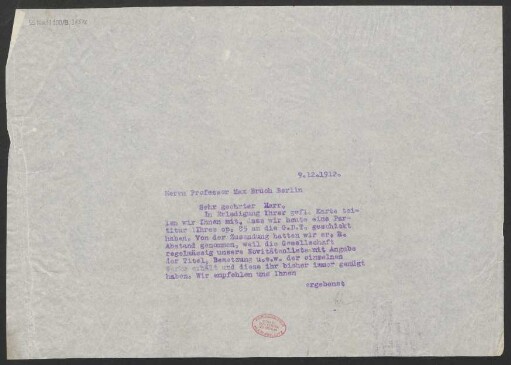 9.12.1912.
Herrn Professor Max Bruch Berlin
Sehr geehrter Herr,
In Erledigung Ihrer gefl. Karte tei-
len wir Ihnen mit, dass wir heute eine Par-
titur Ihres op. 89 an die G.D.T. geschickt
haben. Von der Zusendung hatten wir sr. Z.
Abstand genommen, weil die Gesellschaft
regelmässig unsere Novitätenliste mit Angabe
der Titel, Besetzung u.s.w. der einzelnen
Werke erhält und diese ihr bisher immer genügt
haben. Wir empfehlen uns Ihnen
ergebenst